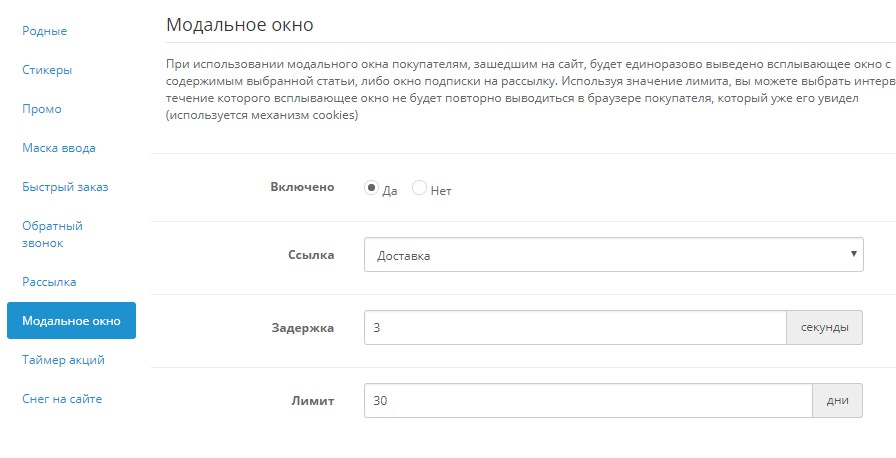 Родные
Стикеры
Промо
Маска ввода
Быстрый заказ
Обратный
звонок
Рассылка
Модальное окно
Таймер акций
Снег на сайте
Модальное окно
При использовании модального окна покупателям, зашедшим на сайт, будет единоразово выведено всплывающее окно с
содержимым выбранной статьи, либо окно подписки на рассылку. Используя значение лимита, вы можете выбрать интерв
течение которого всплывающее окно не будет повторно выводиться в браузере покупателя, который уже его увидел
(используется механизм cookies)
Включено Да Нет
Ссылка Доставка
Задержка 3 секунды
Лимит 30 дни